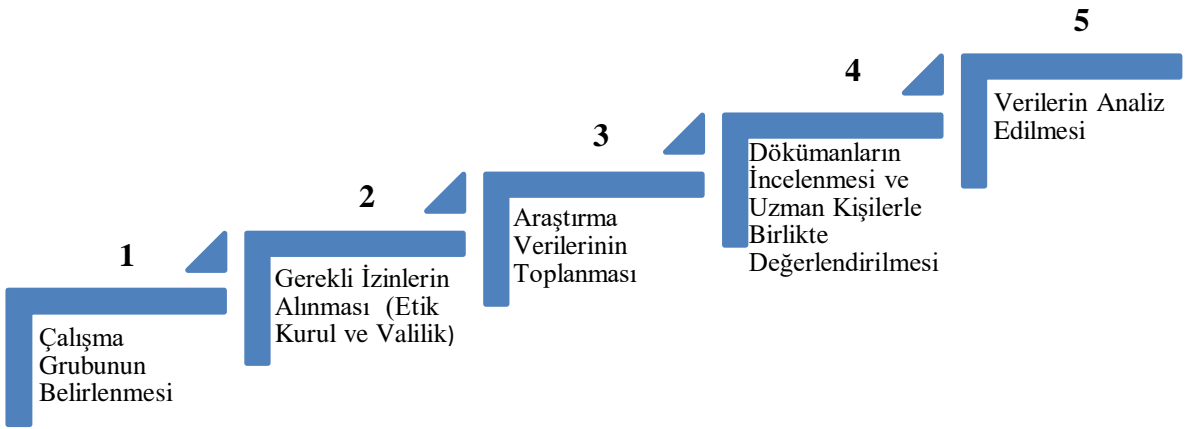 1
Çalışma
Grubunun
Belirlenmesi
2
Gerekli İzinlerin
Alınması (Etik
Kurul ve Valilik)
3
Araştırma
Verilerinin
Toplanması
4
Dökümanların
İncelenmesi ve
Uzman Kişilerle
Birlikte
Değerlendirilmesi
5
Verilerin Analiz
Edilmesi